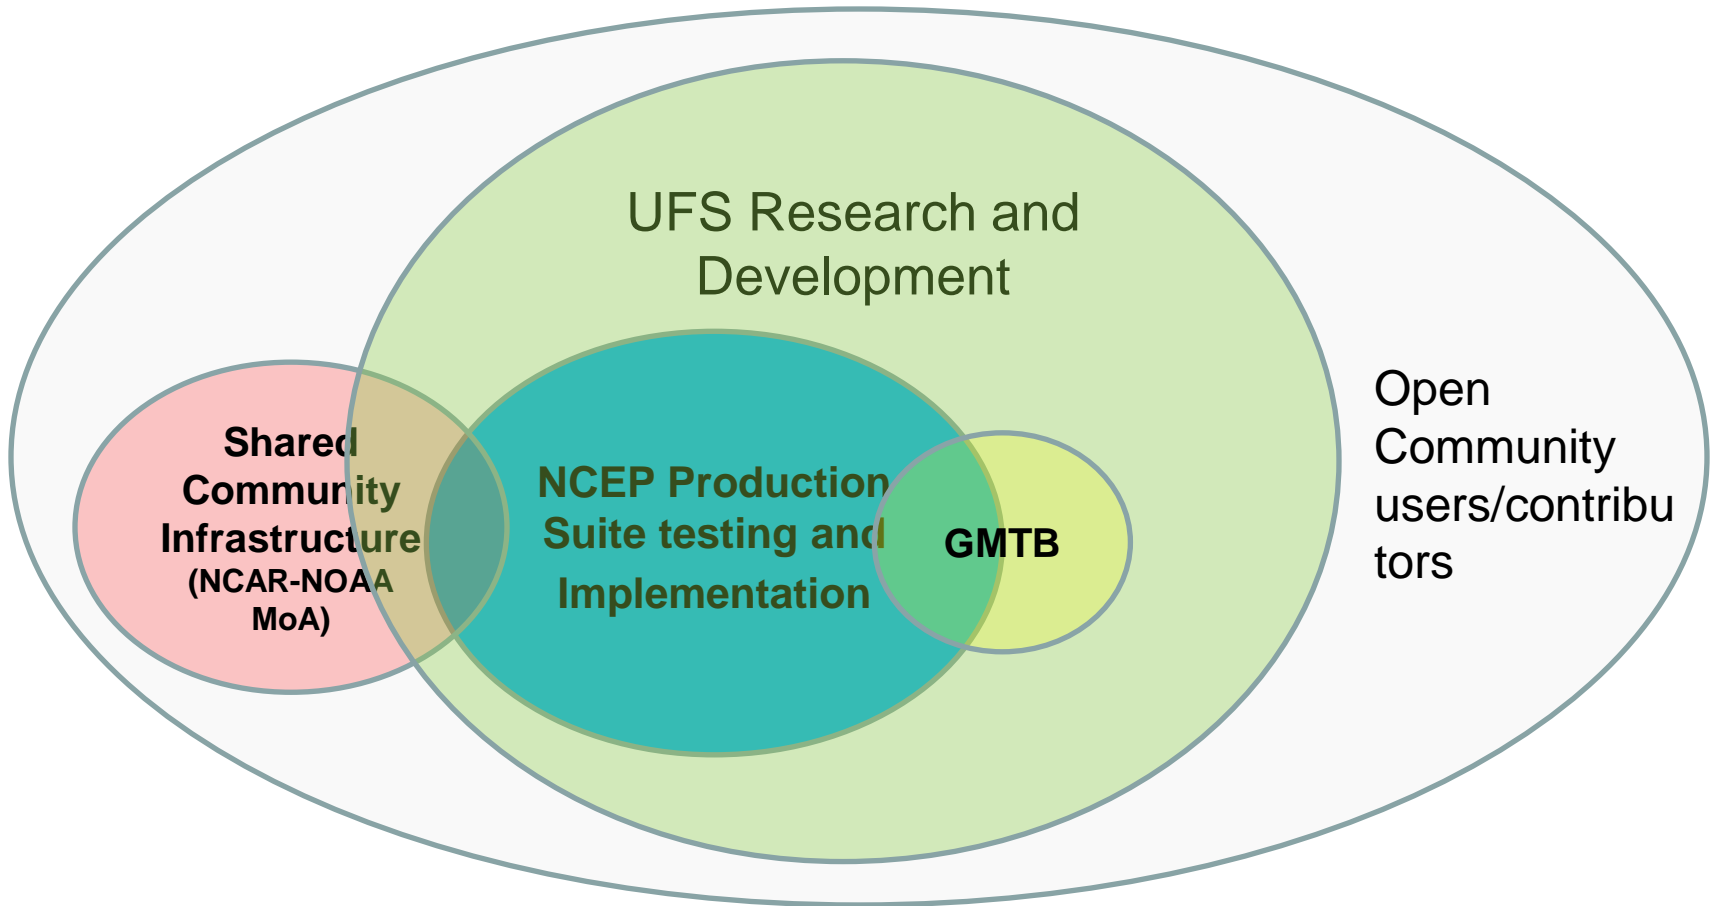 UFS Research and
Development
Shared
Community
Infrastructure
(NCAR-NOAA
MoA)
NCEP Production
Suite testing and
Implementation
GMTB
Open
Community
users/contribu
tors